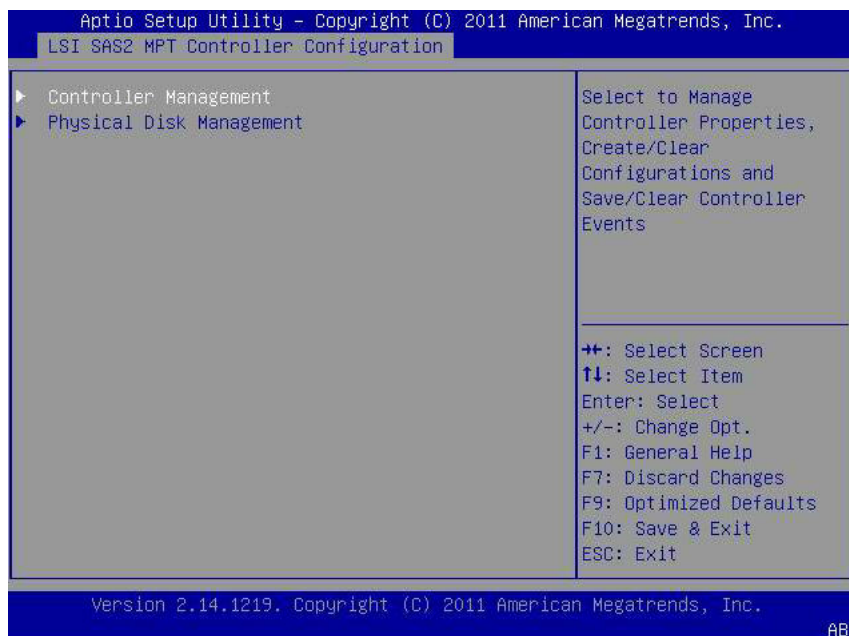 Aptio Setup Utility – Copyright (C) 2011 American Megatrends, Inc.
LSI SAS2 MPT Controller Configuration
Controller Management
Physical Disk Management
Select to Manage
Controller Properties,
Create/Clear
Configurations and
Save/Clear Controller
Events
→←: Select Screen
↑↓: Select Item
Enter: Select
+/-: Change Opt.
F1: General Help
F7: Discard Changes
F9: Optimized Defaults
F10: Save & Exit
ESC: Exit
Version 2.14.1219. Copyright (C) 2011 American Megatrends, Inc.
AB